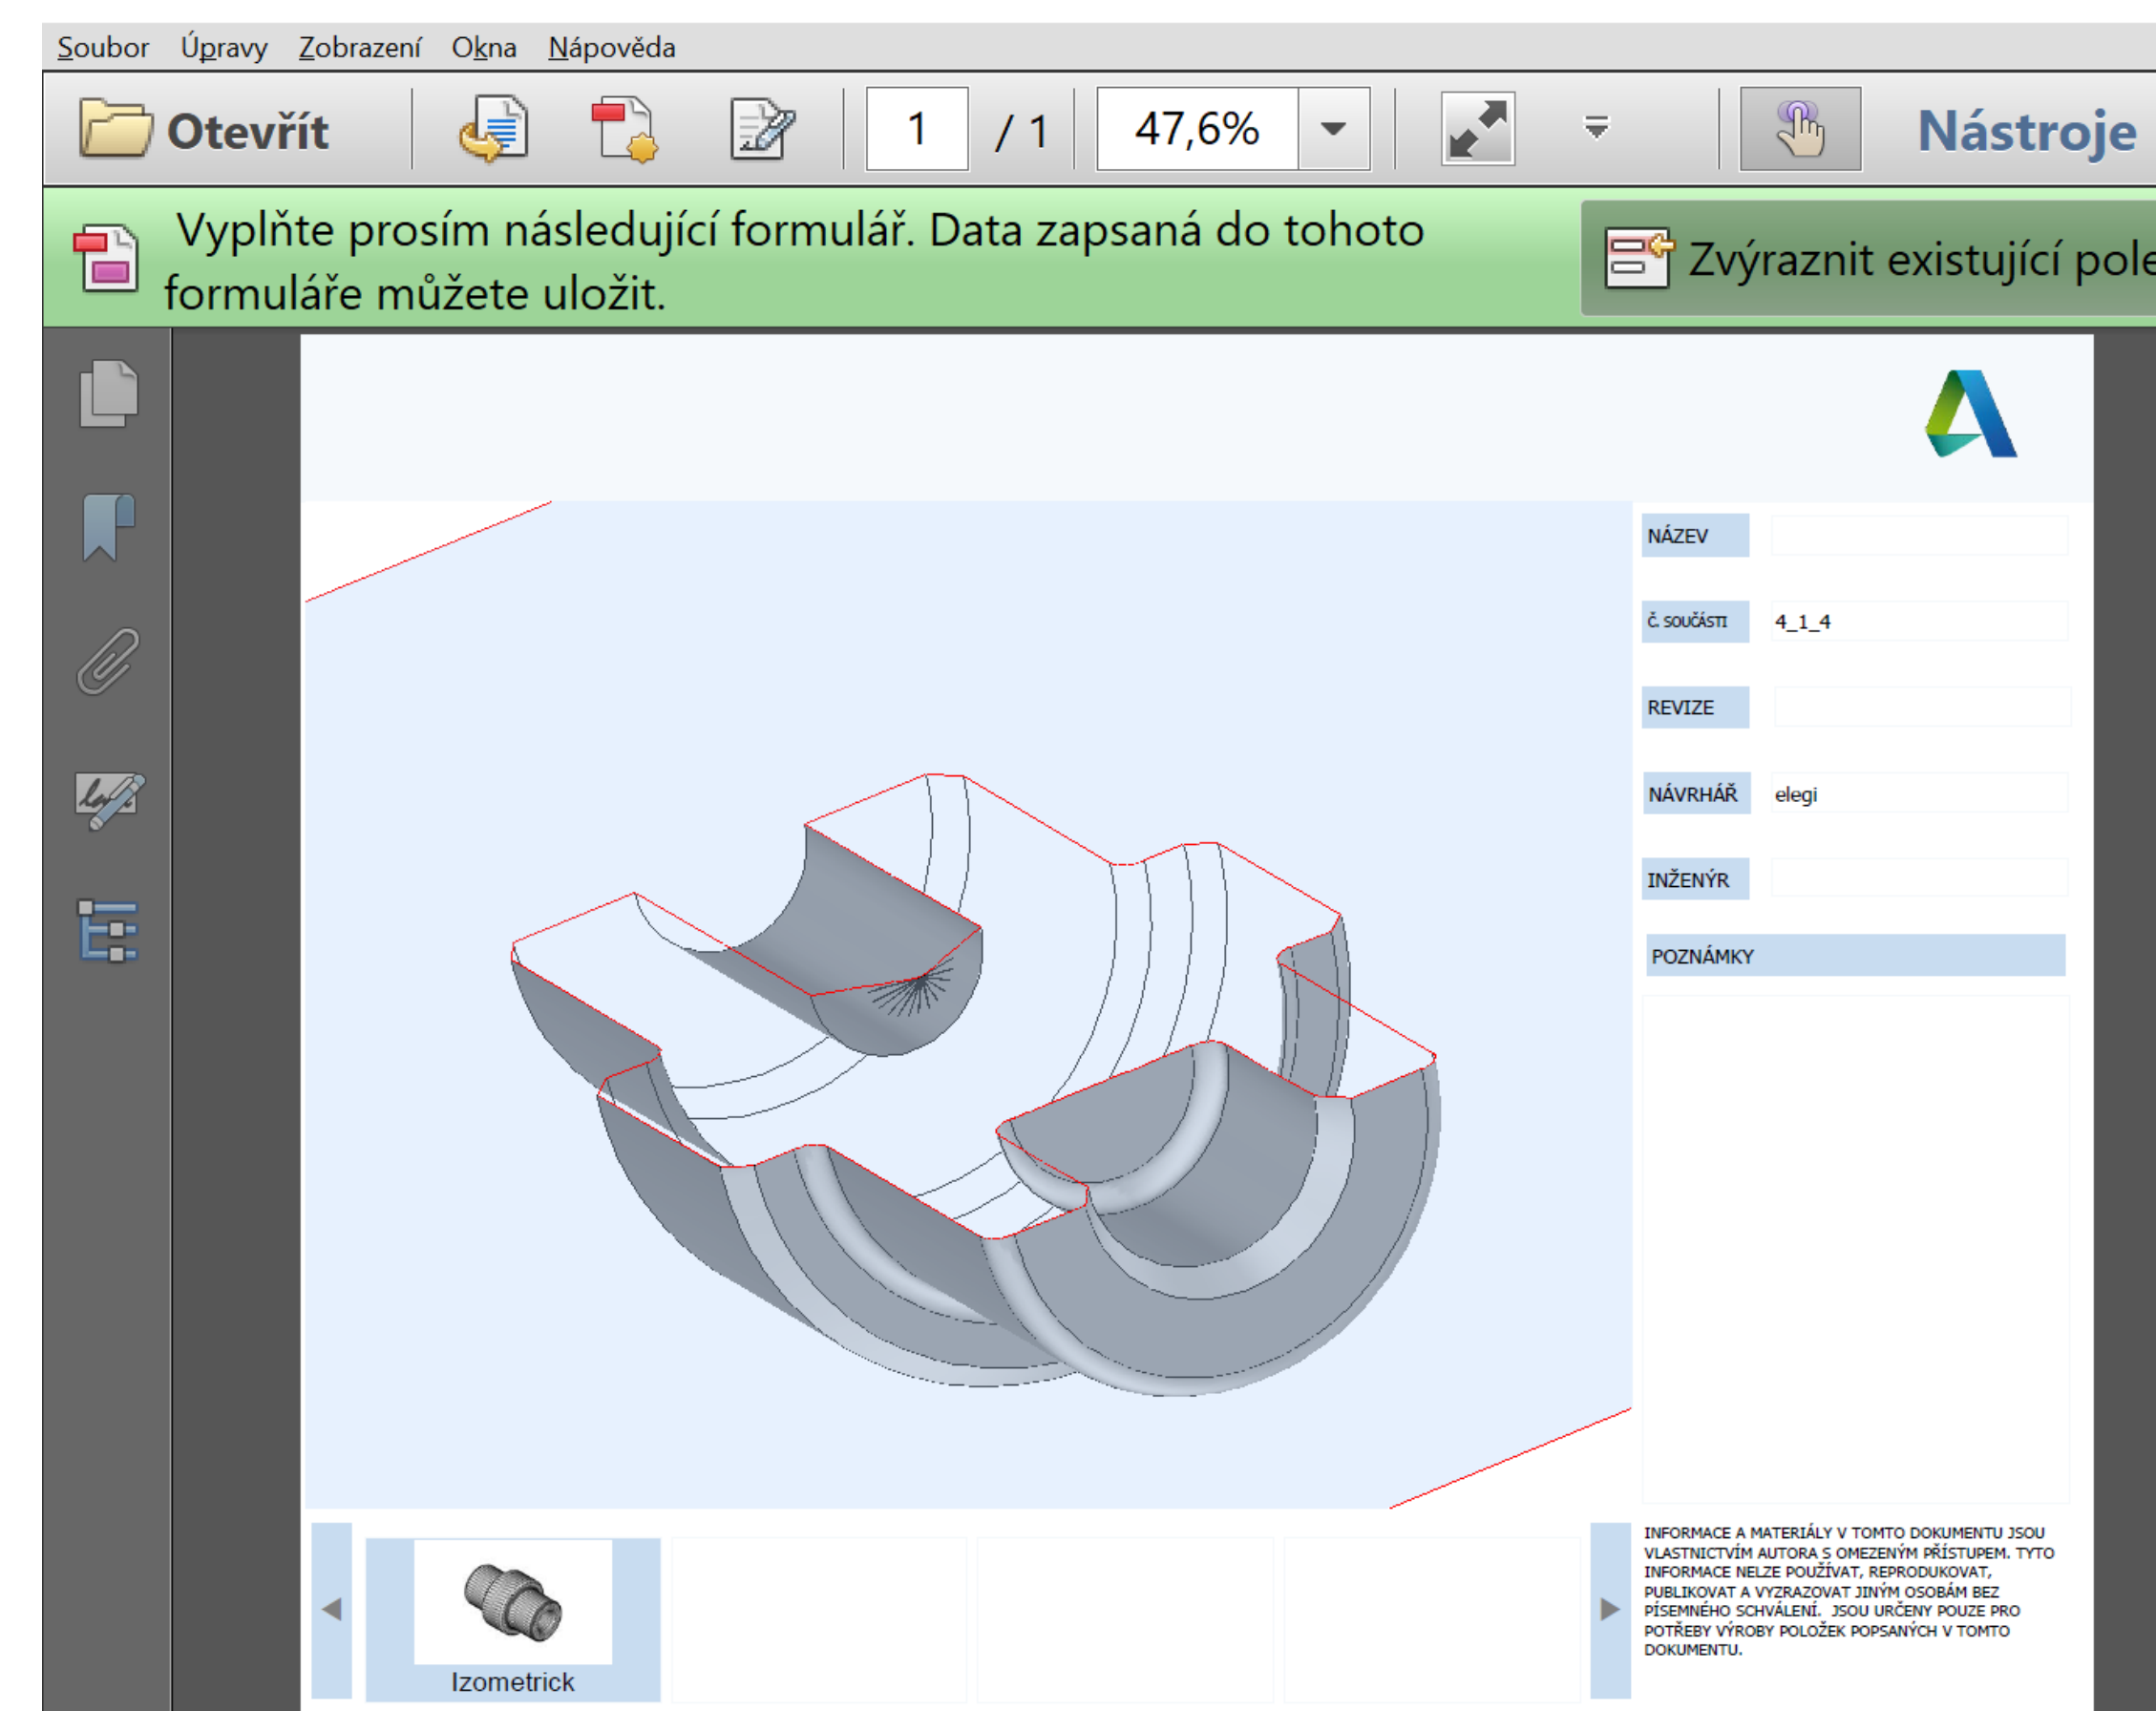 Soubor Úpravy Zobrazení Okna Nápověda
Otevřít 1 / 1 47,6% Nástroje
Vyplňte prosím následující formulář. Data zapsaná do tohoto
formuláře můžete uložit.
Zvýraznit existující pole
NÁZEV
Č. SOUČÁSTI 4_1_4
REVIZE
NÁVRHÁŘ elegi
INŽENÝR
POZNÁMKY
INFORMACE A MATERIÁLY V TOMTO DOKUMENTU JSOU
VLASTNICTVÍM AUTORA S OMEZENÝM PŘÍSTUPEM. TYTO
INFORMACE NELZE POUŽÍVAT, REPRODUKOVAT,
PUBLIKOVAT A VYZRAZOVAT JINÝM OSOBÁM BEZ
PÍSEMNÉHO SCHVÁLENÍ. JSOU URČENY POUZE PRO
POTŘEBY VÝROBY POLOŽEK POPSANÝCH V TOMTO
DOKUMENTU.
Izometrick